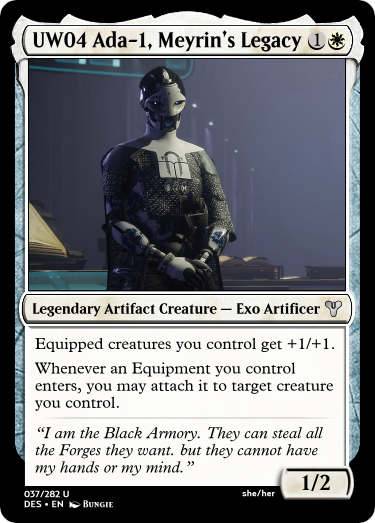 UW04 Ada-1, Meyrin's Legacy 1
Legendary Artifact Creature — Exo Artificer
Equipped creatures you control get +1/+1.
Whenever an Equipment you control
enters, you may attach it to target creature
you control.
"I am the Black Armory. They can steal all
the Forges they want. but they cannot have
my hands or my mind."
1/2
037/282 U
DES • EN Bungie
she/her